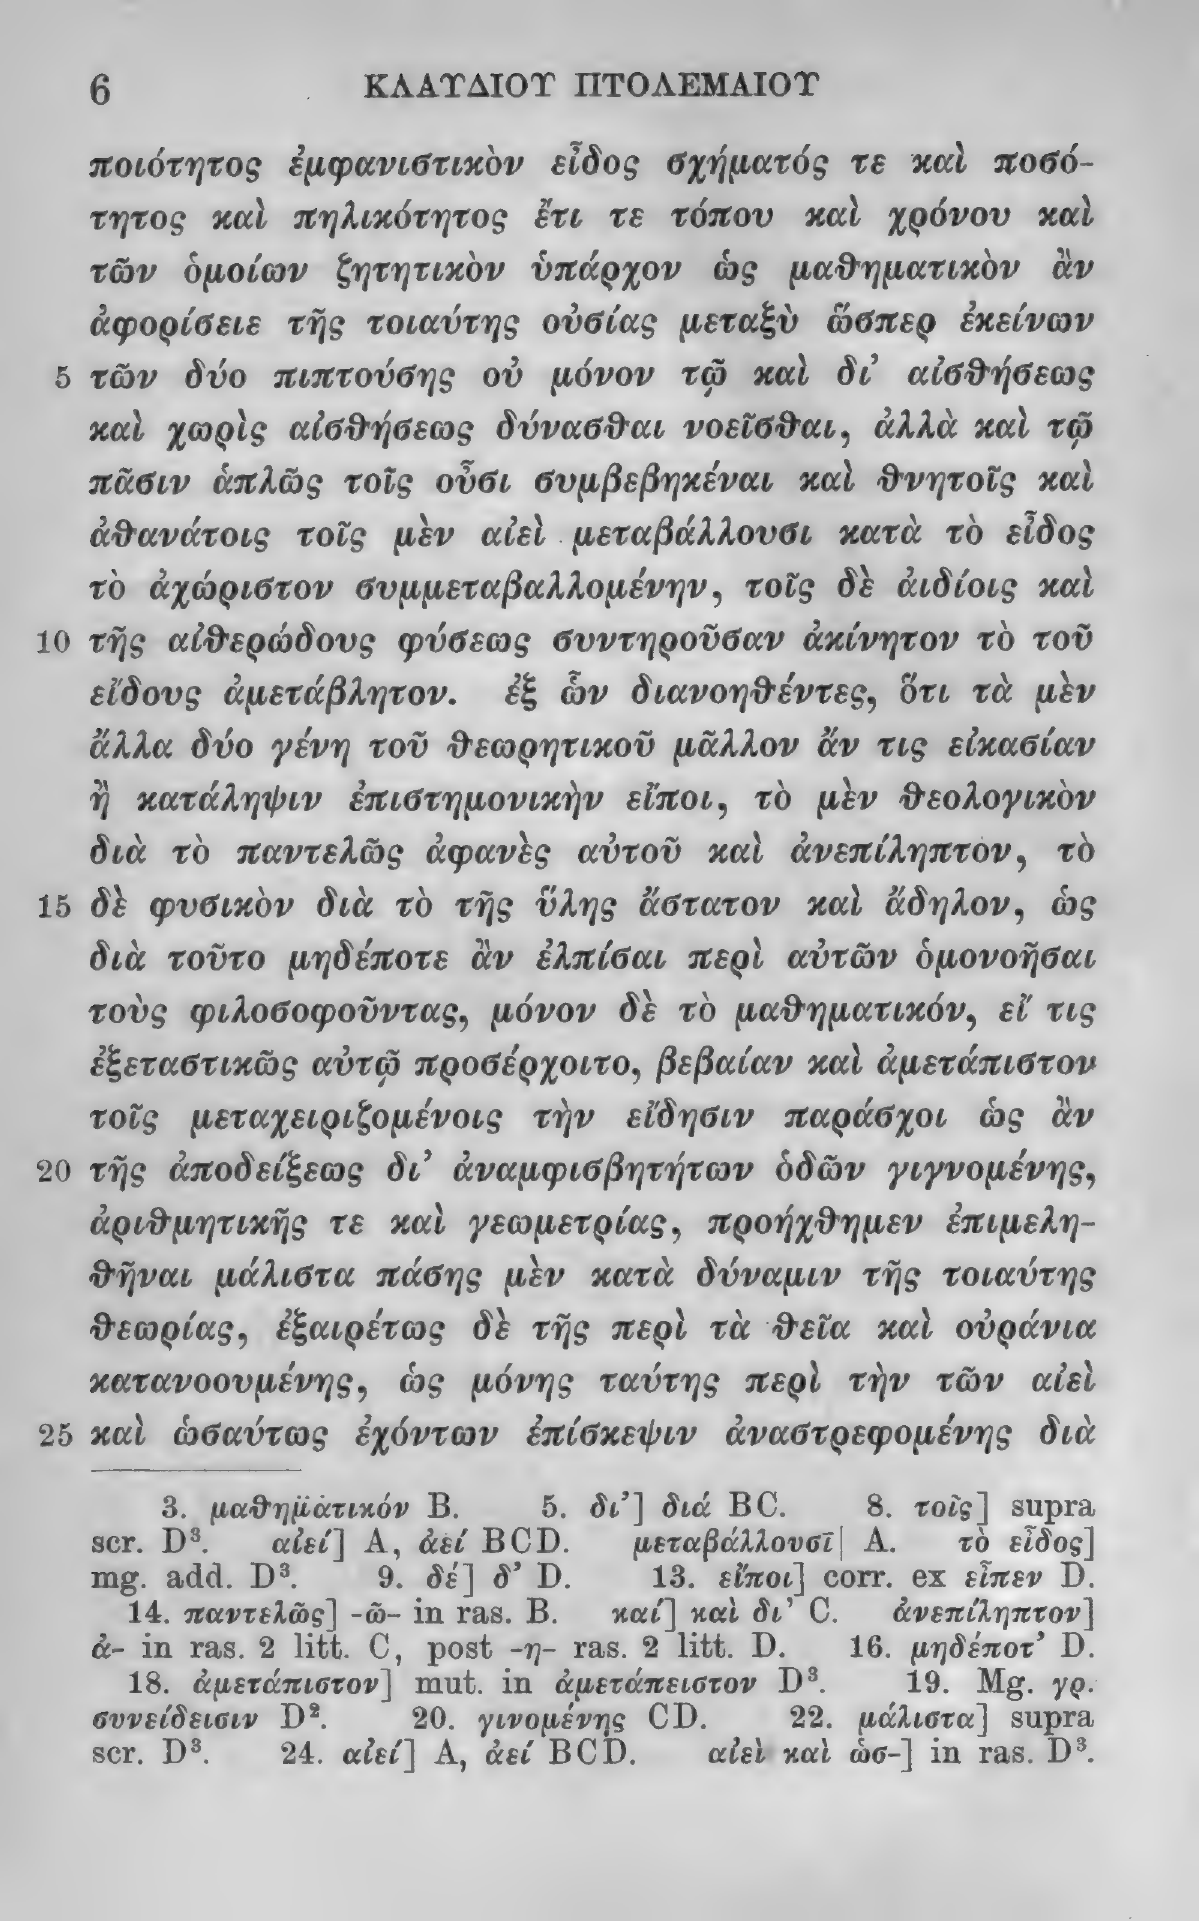 6 ΚΛΑΥΔΙΟΥ ΠΤΟΛΕΜΑΙΟΥ
ποιότητος ἐμφανιστικὸν εἶδος σχήματός τε καὶ ποσό-
τητος καὶ πηλικότητος ἔτι τε τόπου καὶ χρόνου καὶ
τῶν ὁμοίων ζητητικὸν ὑπάρχον ὡς μαθηματικὸν ἂν
ἀφορίσειε τῆς τοιαύτης οὐσίας μεταξὺ ὥσπερ ἐκείνων
5 τῶν δύο πιπτούσης οὐ μόνον τῷ καὶ δι’ αἰσθήσεως
καὶ χωρὶς αἰσθήσεως δύνασθαι νοεῖσθαι, ἀλλὰ καὶ τῷ
πᾶσιν ἁπλῶς τοῖς οὖσι συμβεβηκέναι καὶ θνητοῖς καὶ
ἀθανάτοις τοῖς μὲν αἰεὶ μεταβάλλουσι κατὰ τὸ εἶδος
τὸ ἀχώριστον συμμεταβαλλομένην, τοῖς δὲ ἀιδίοις καὶ
10 τῆς αἰθερώδους φύσεως συντηροῦσαν ἀκίνητον τὸ τοῦ
εἴδους ἀμετάβλητον. ἐξ ὧν διανοηθέντες, ὅτι τὰ μὲν
ἄλλα δύο γένη τοῦ θεωρητικοῦ μᾶλλον ἄν τις εἰκασίαν
ἢ κατάληψιν ἐπιστημονικὴν εἴποι, τὸ μὲν θεολογικὸν
διὰ τὸ παντελῶς ἀφανὲς αὐτοῦ καὶ ἀνεπίληπτον, τὸ
15 δὲ φυσικὸν διὰ τὸ τῆς ὕλης ἄστατον καὶ ἄδηλον, ὡς
διὰ τοῦτο μηδέποτε ἂν ἐλπίσαι περὶ αὐτῶν ὁμονοῆσαι
τοὺς φιλοσοφοῦντας, μόνον δὲ τὸ μαθηματικόν, εἴ τις
ἐξεταστικῶς αὐτῷ προσέρχοιτο, βεβαίαν καὶ ἀμετάπιστον
τοῖς μεταχειριζομένοις τὴν εἴδησιν παράσχοι ὡς ἂν
20 τῆς ἀποδείξεως δι’ ἀναμφισβητήτων ὁδῶν γιγνομένης,
ἀριθμητικῆς τε καὶ γεωμετρίας, προήχθημεν ἐπιμελη-
θῆναι μάλιστα πάσης μὲν κατὰ δύναμιν τῆς τοιαύτης
θεωρίας, ἐξαιρέτως δὲ τῆς περὶ τὰ θεῖα καὶ οὐράνια
κατανοουμένης, ὡς μόνης ταύτης περὶ τὴν τῶν αἰεὶ
25 καὶ ὡσαύτως ἐχόντων ἐπίσκεψιν ἀναστρεφομένης διὰ
3. μαθημὰτικόν B. 5. δι’] διά BC. 8. τοῖς] supra
scr. D³. αἰεί] A, ἀεί BCD. μεταβάλλουσῑ| A. τὸ εἶδος]
mg. add. D³. 9. δέ] δ’ D. 13. εἴποι] corr. ex εἶπεν D.
14. παντελῶς] -ῶ- in ras. B. καί] καὶ δι’ C. ἀνεπίληπτον]
ἀ- in ras. 2 litt. C, post -η- ras. 2 litt. D. 16. μηδέποτ’ D.
18. ἀμετάπιστον] mut. in ἀμετάπειστον D³. 19. Mg. γρ.
συνείδεισιν D². 20. γινομένης CD. 22. μάλιστα] supra
scr. D³. 24. αἰεί] A, ἀεί BCD. αἰεὶ καὶ ὡσ-] in ras. D³.